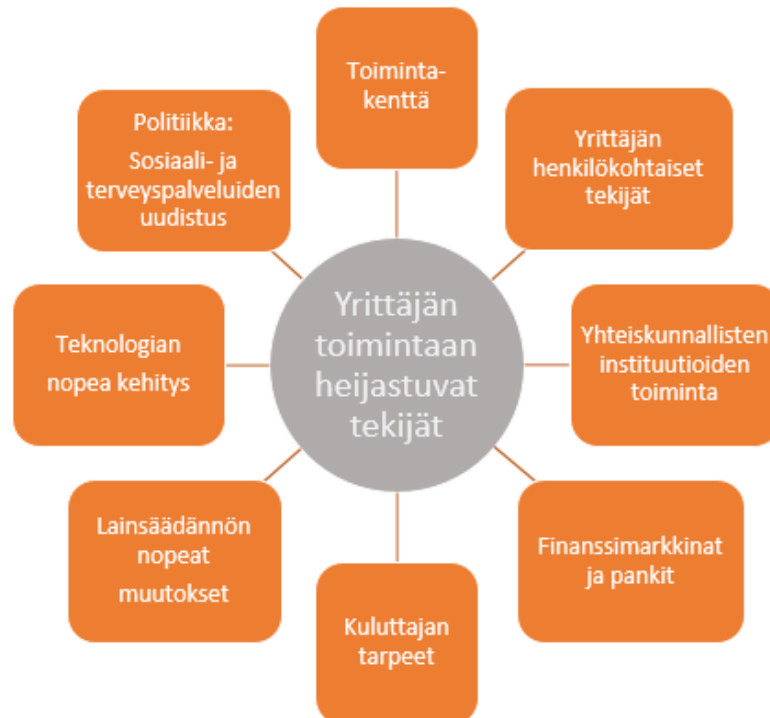 Toiminta-
kenttä
Yrittäjän
henkilökohtaiset
tekijät
Yhteiskunnallisten
instituutioiden
toiminta
Finanssimarkkinat
ja pankit
Kuluttajan
tarpeet
Lainsäädännön
nopeat
muutokset
Teknologian
nopea kehitys
Politiikka:
Sosiaali- ja
terveyspalveluiden
uudistus
Yrittäjän
toimintaan
heijastuvat
tekijät